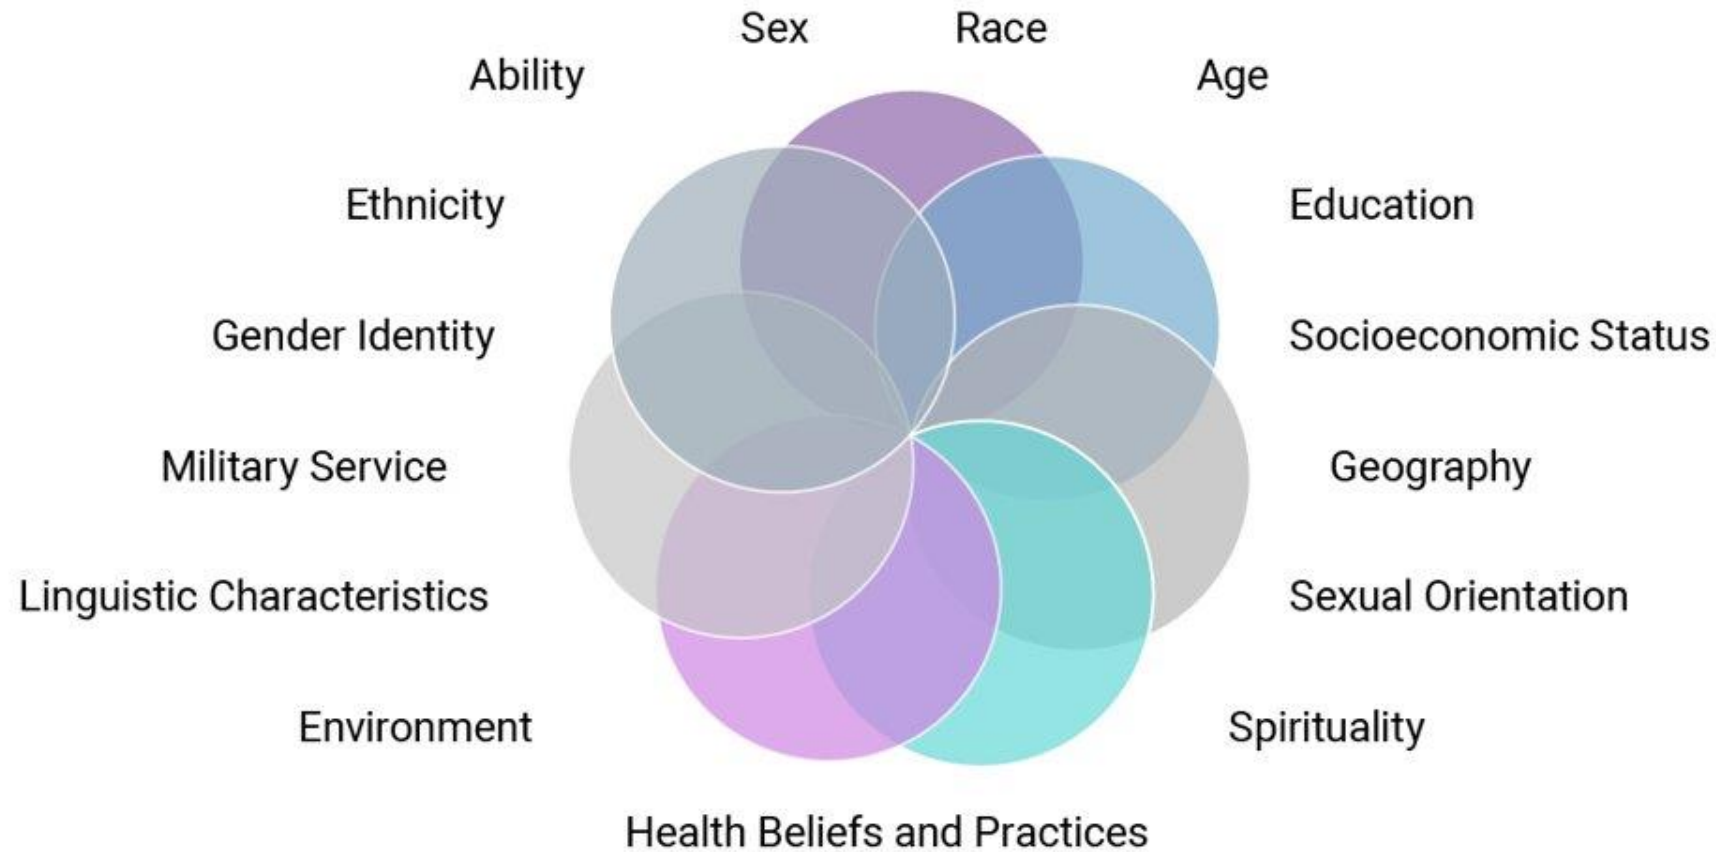 Sex
Race
Ability
Age
Ethnicity
Education
Gender Identity
Socioeconomic Status
Military Service
Geography
Linguistic Characteristics
Sexual Orientation
Environment
Spirituality
Health Beliefs and Practices